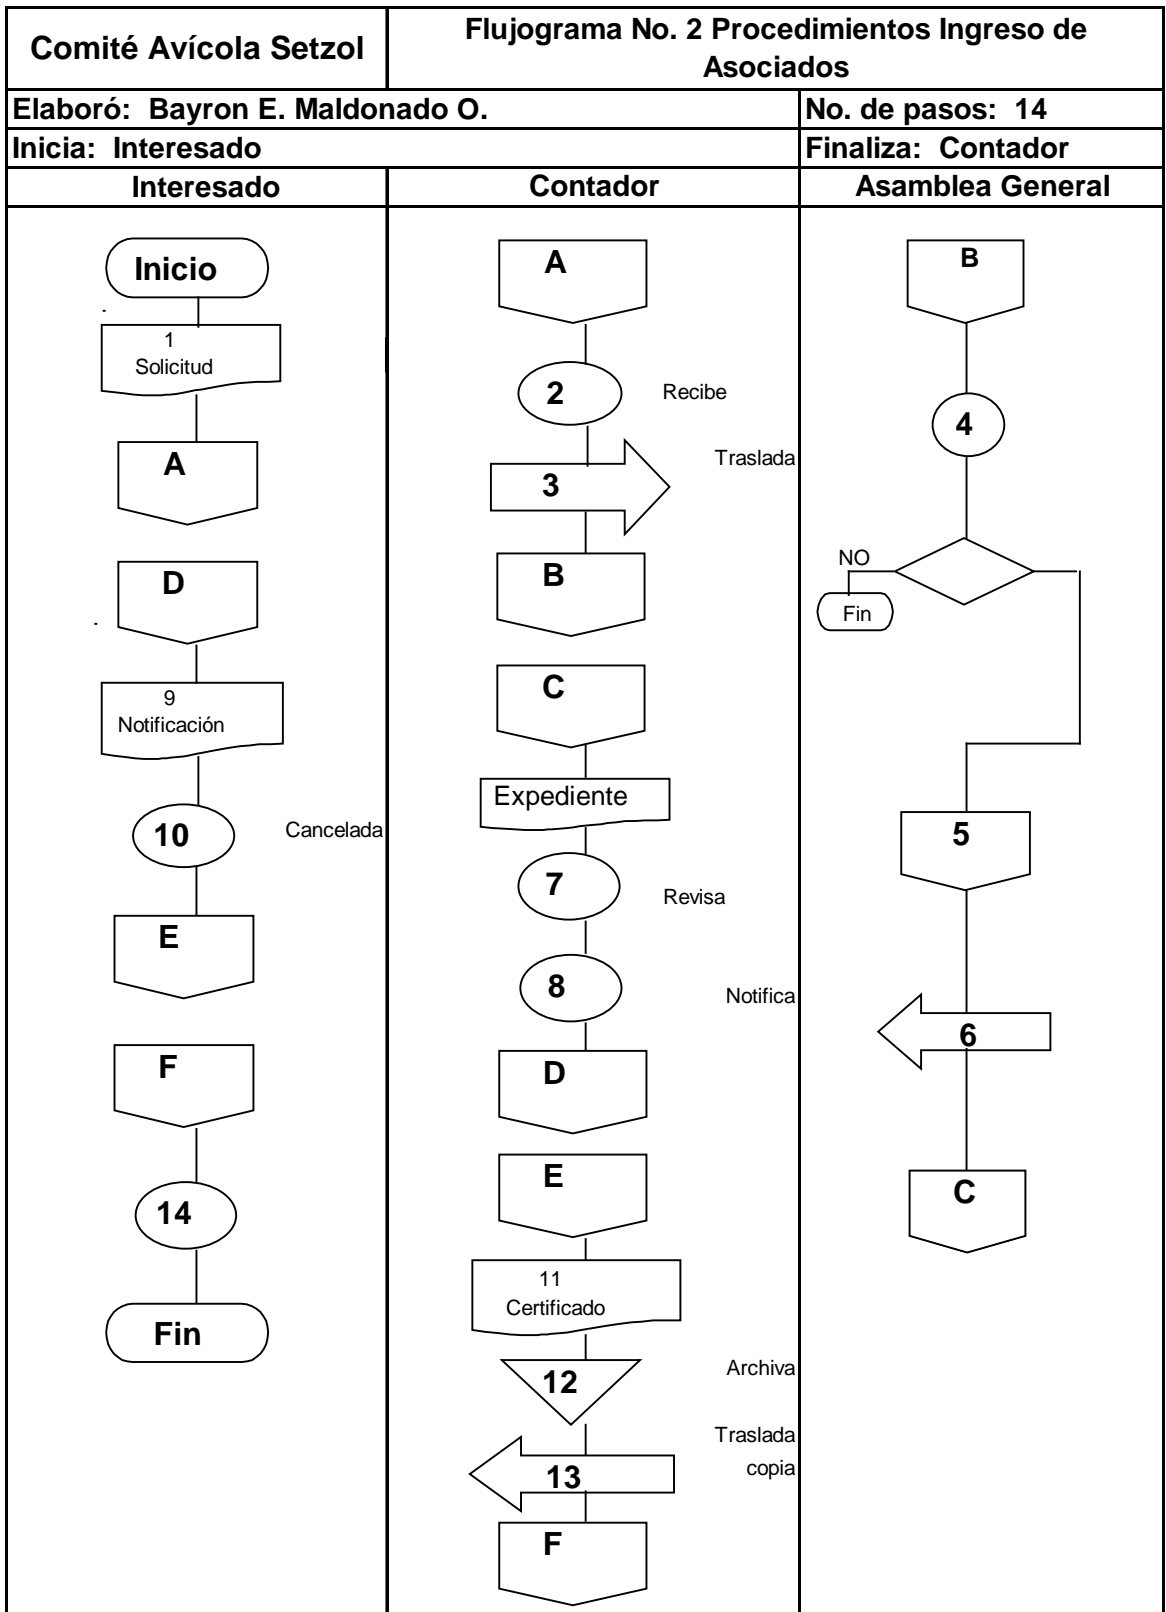 Comité Avícola Setzol
Flujograma No. 2 Procedimientos Ingreso de
Asociados
Elaboró: Bayron E. Maldonado O.
No. de pasos: 14
Inicia: Interesado
Finaliza: Contador
Interesado
Contador
Asamblea General
Inicio
1
Solicitud
A
D
9
Notificación
10
Cancelada
E
F
14
Fin
A
2
Recibe
Traslada
3
B
C
Expediente
7
Revisa
8
Notifica
D
E
11
Certificado
Archiva
12
Traslada
copia
13
F
B
4
NO
Fin
5
6
C